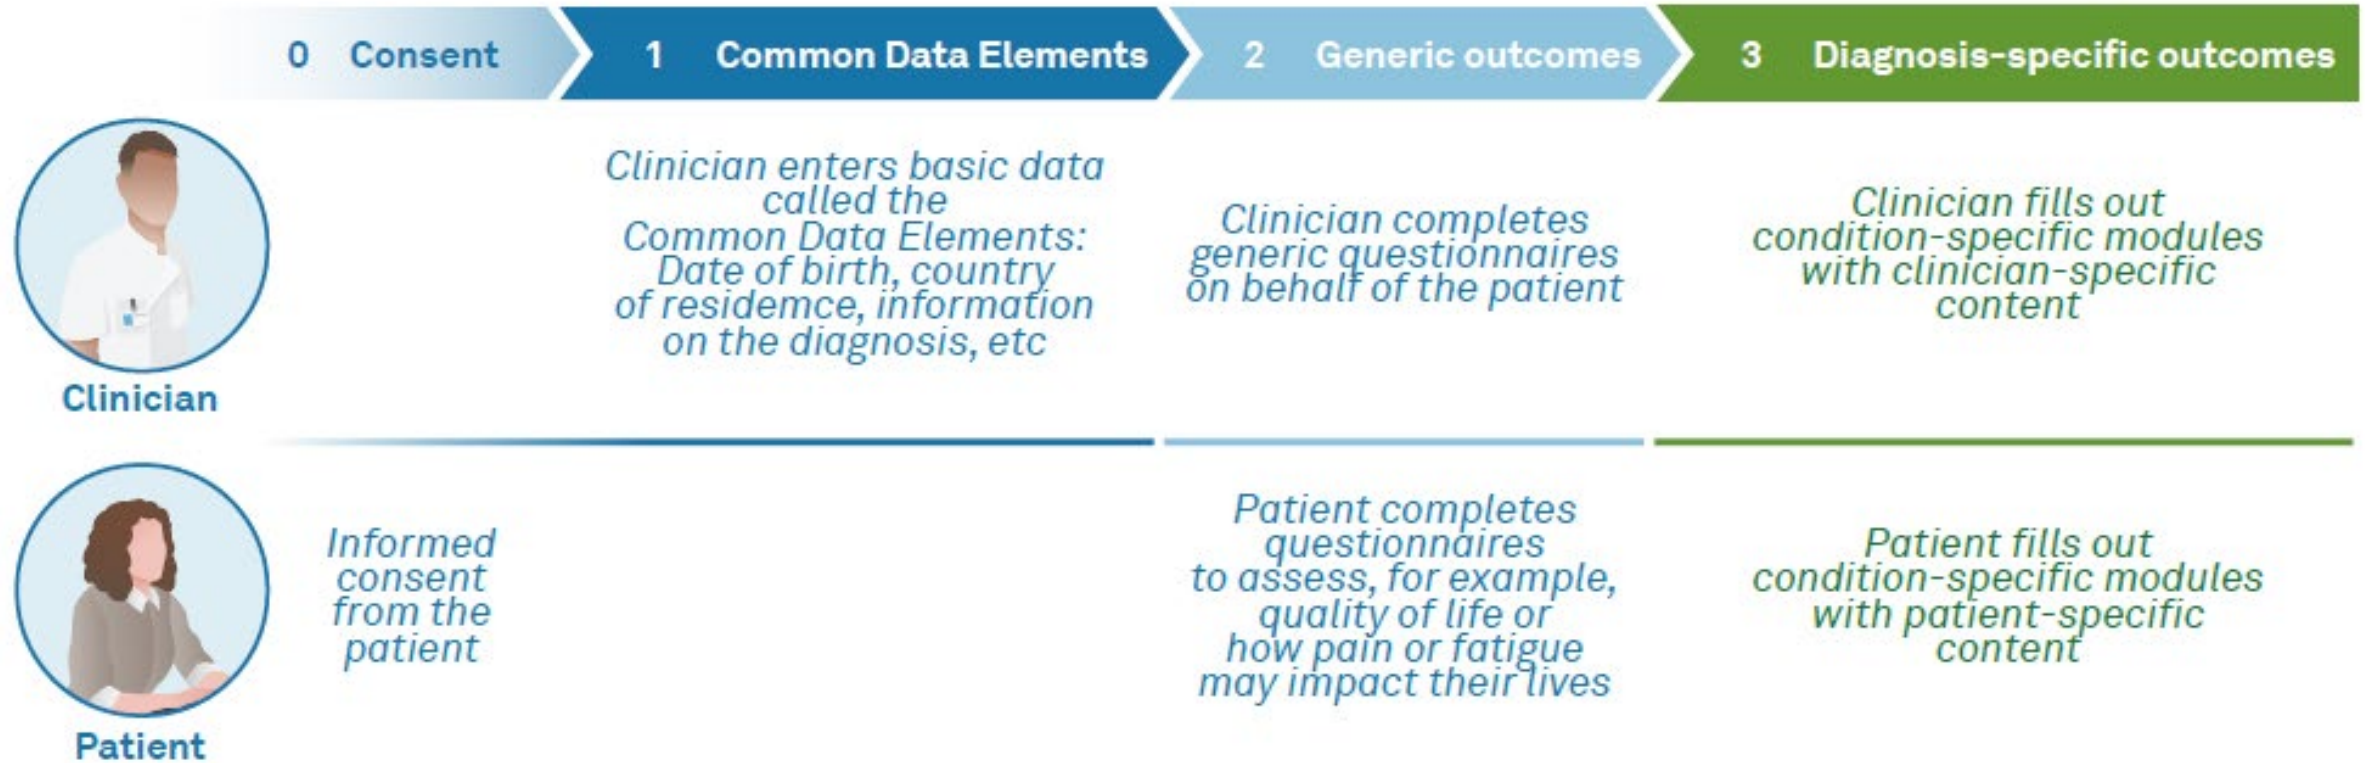 0 Consent
1 Common Data Elements
2 Generic outcomes
3 Diagnosis-specific outcomes
Clinician enters basic data
called the
Common Data Elements:
Date of birth, country
of residemce, information
on the diagnosis, etc
Clinician completes
generic questionnaires
on behalf of the patient
Clinician fills out
condition-specific modules
with clinician-specific
content
Clinician
Informed
consent
from the
patient
Patient completes
questionnaires
to assess, for example,
quality of life or
how pain or fatigue
may impact their lives
Patient fills out
condition-specific modules
with patient-specific
content
Patient